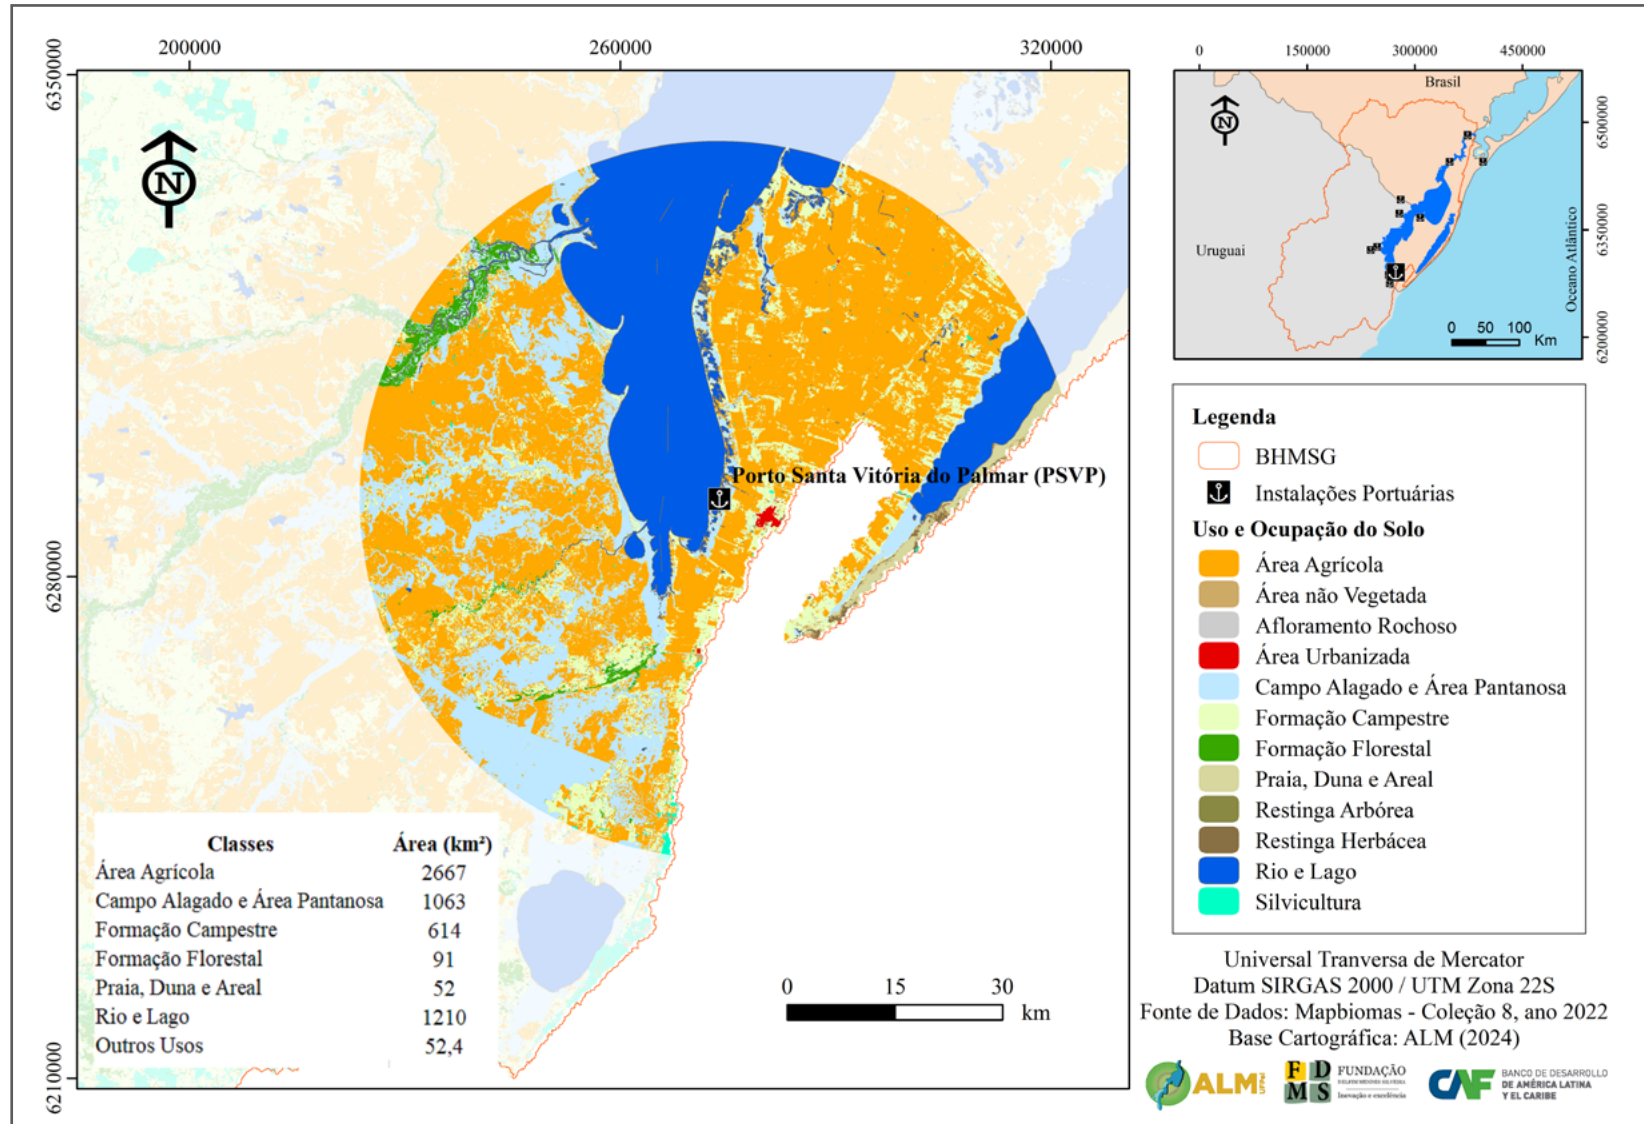 200000
260000
320000
6350000
6280000
6210000
N
Porto Santa Vitória do Palmar (PSVP)
Classes Área (km²)
Área Agrícola 2667
Campo Alagado e Área Pantanosa 1063
Formação Campestre 614
Formação Florestal 91
Praia, Duna e Areal 52
Rio e Lago 1210
Outros Usos 52,4
0 15 30 km
0 150000 300000 450000
6500000
6350000
6200000
N
Brasil
Uruguai
Oceano Atlântico
0 50 100
Km
Legenda
BHMSG
Instalações Portuárias
Uso e Ocupação do Solo
Área Agrícola
Área não Vegetada
Afloramento Rochoso
Área Urbanizada
Campo Alagado e Área Pantanosa
Formação Campestre
Formação Florestal
Praia, Duna e Areal
Restinga Arbórea
Restinga Herbácea
Rio e Lago
Silvicultura
Universal Tranversa de Mercator
Datum SIRGAS 2000 / UTM Zona 22S
Fonte de Dados: Mapbiomas - Coleção 8, ano 2022
Base Cartográfica: ALM (2024)
ALM UFPel
F D
M S
FUNDAÇÃO
Inovação e excelência
CAF
BANCO DE DESARROLLO
DE AMÉRICA LATINA
Y EL CARIBE